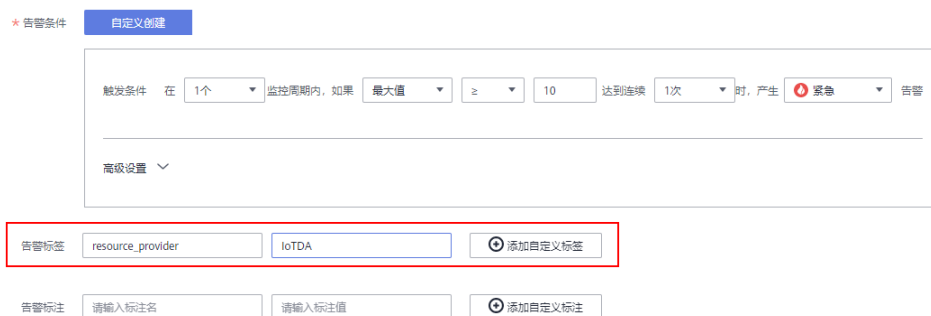 * 告警条件 自定义创建
触发条件 在 1个 监控周期内, 如果 最大值 ≥ 10 达到连续 1次 时, 产生 紧急 告警
高级设置
告警标签 resource_provider IoTDA 添加自定义标签
告警标注 请输入标注名 请输入标注值 添加自定义标注